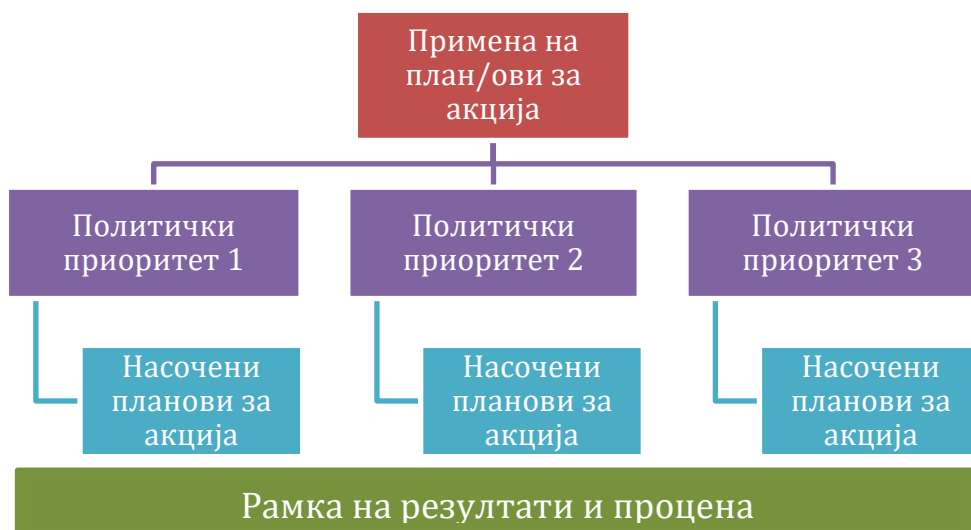 Примена на
план/ови за
акција
Политички
приоритет 1
Политички
приоритет 2
Политички
приоритет 3
Насочени
планови за
акција
Насочени
планови за
акција
Насочени
планови за
акција
Рамка на резултати и процена